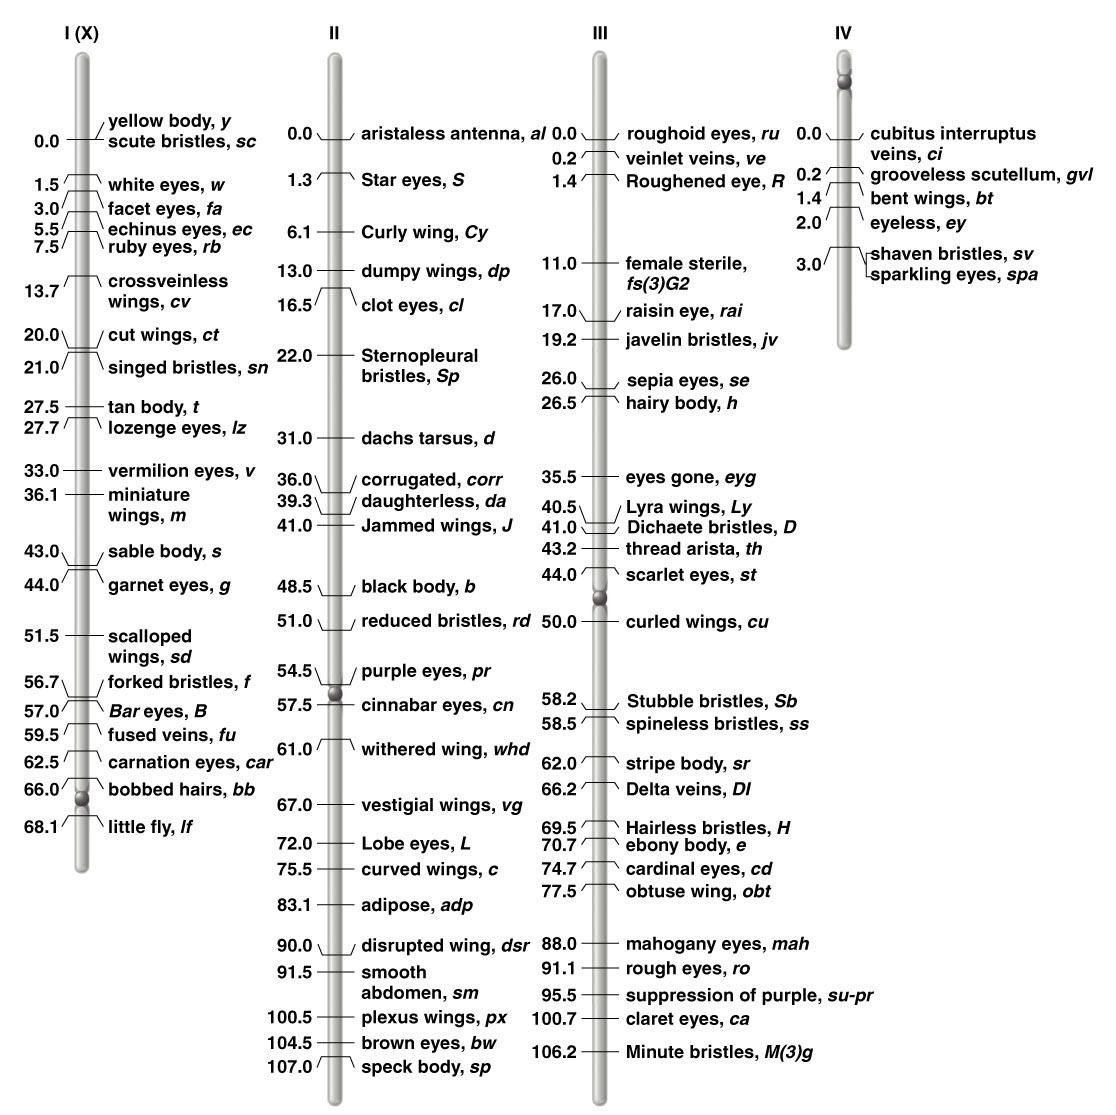 I (X)
0.0 yellow body, y
scute bristles, sc
1.5 white eyes, w
3.0 facet eyes, fa
5.5 echinus eyes, ec
7.5 ruby eyes, rb
13.7 crossveinless
wings, cv
20.0 cut wings, ct
21.0 singed bristles, sn
27.5 tan body, t
27.7 lozenge eyes, lz
33.0 vermilion eyes, v
36.1 miniature
wings, m
43.0 sable body, s
44.0 garnet eyes, g
51.5 scalloped
wings, sd
56.7 forked bristles, f
57.0 Bar eyes, B
59.5 fused veins, fu
62.5 carnation eyes, car
66.0 bobbed hairs, bb
68.1 little fly, lf
II
0.0 aristaless antenna, al
1.3 Star eyes, S
6.1 Curly wing, Cy
13.0 dumpy wings, dp
16.5 clot eyes, cl
22.0 Sternopleural
bristles, Sp
31.0 dachs tarsus, d
36.0 corrugated, corr
39.3 daughterless, da
41.0 Jammed wings, J
48.5 black body, b
51.0 reduced bristles, rd
54.5 purple eyes, pr
57.5 cinnabar eyes, cn
61.0 withered wing, whd
67.0 vestigial wings, vg
72.0 Lobe eyes, L
75.5 curved wings, c
83.1 adipose, adp
90.0 disrupted wing, dsr
91.5 smooth
abdomen, sm
100.5 plexus wings, px
104.5 brown eyes, bw
107.0 speck body, sp
III
0.0 roughoid eyes, ru
0.2 veinlet veins, ve
1.4 Roughened eye, R
11.0 female sterile,
fs(3)G2
17.0 raisin eye, rai
19.2 javelin bristles, jv
26.0 sepia eyes, se
26.5 hairy body, h
35.5 eyes gone, eyg
40.5 Lyra wings, Ly
41.0 Dichaete bristles, D
43.2 thread arista, th
44.0 scarlet eyes, st
50.0 curled wings, cu
58.2 Stubble bristles, Sb
58.5 spineless bristles, ss
62.0 stripe body, sr
66.2 Delta veins, Dl
69.5 Hairless bristles, H
70.7 ebony body, e
74.7 cardinal eyes, cd
77.5 obtuse wing, obt
88.0 mahogany eyes, mah
91.1 rough eyes, ro
95.5 suppression of purple, su-pr
100.7 claret eyes, ca
106.2 Minute bristles, M(3)g
IV
0.0 cubitus interruptus
veins, ci
0.2 grooveless scutellum, gvl
1.4 bent wings, bt
2.0 eyeless, ey
3.0 shaven bristles, sv
sparkling eyes, spa